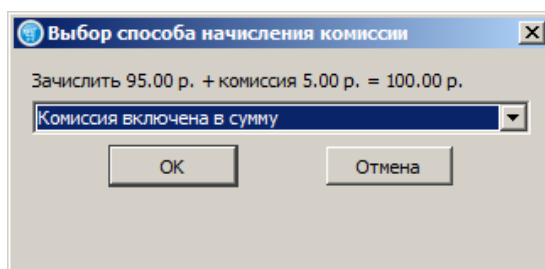 Выбор способа начисления комиссии
Зачислить 95.00 р. + комиссия 5.00 р. = 100.00 р.
Комиссия включена в сумму
OK Отмена